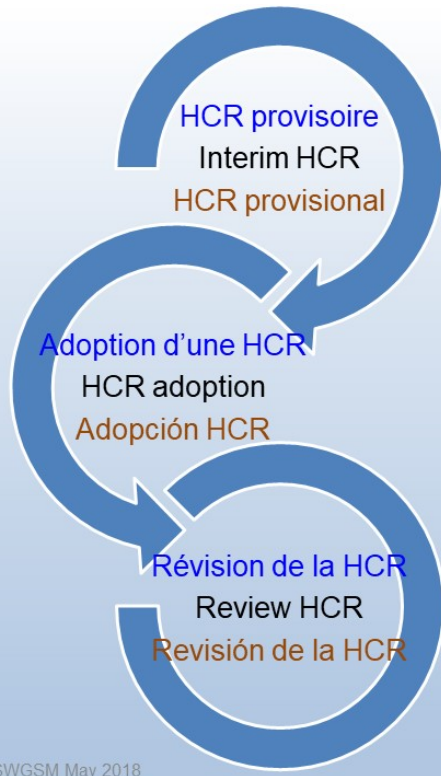 HCR provisoire
Interim HCR
HCR provisional
Adoption d’une HCR
HCR adoption
Adopción HCR
Révision de la HCR
Review HCR
Revisión de la HCR
SWGSM May 2018